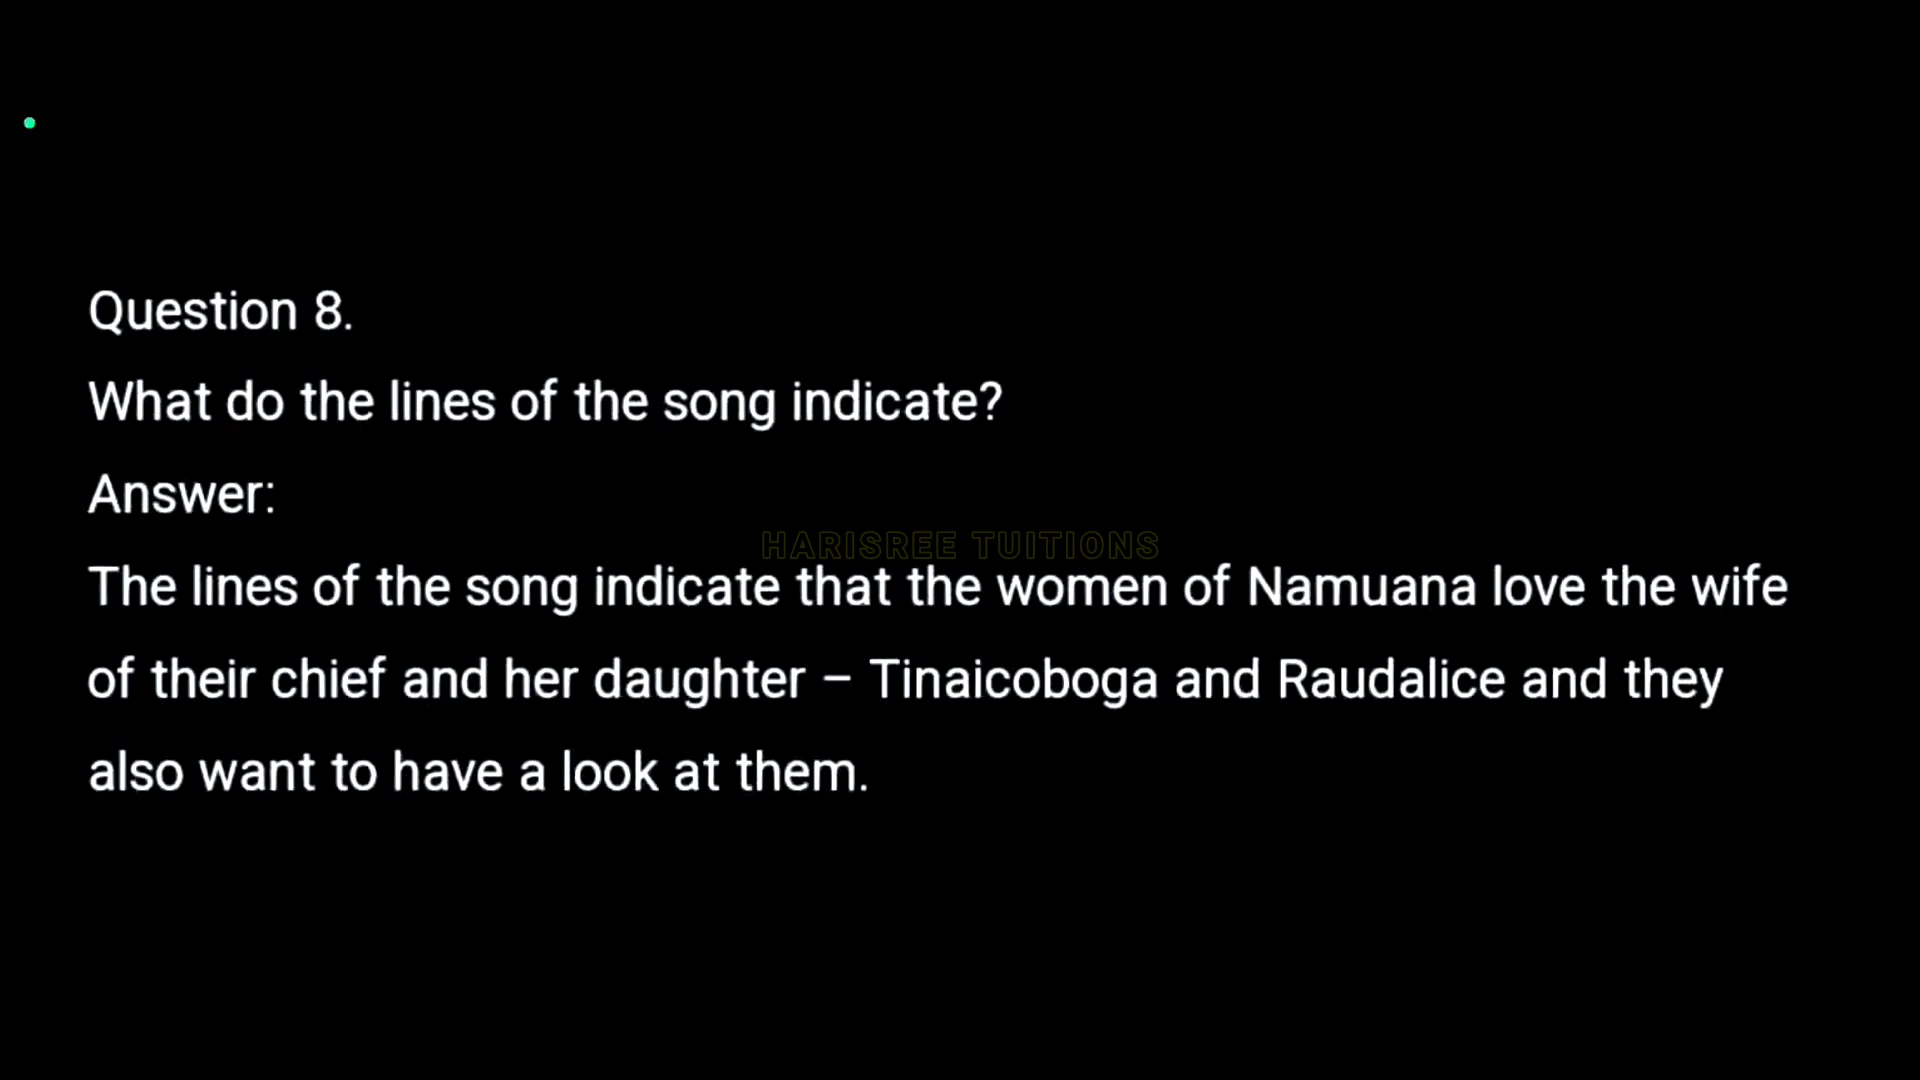 Question 8.
What do the lines of the song indicate?
Answer:
HARISREE TUITIONS
The lines of the song indicate that the women of Namuana love the wife
of their chief and her daughter – Tinaicoboga and Raudalice and they
also want to have a look at them.